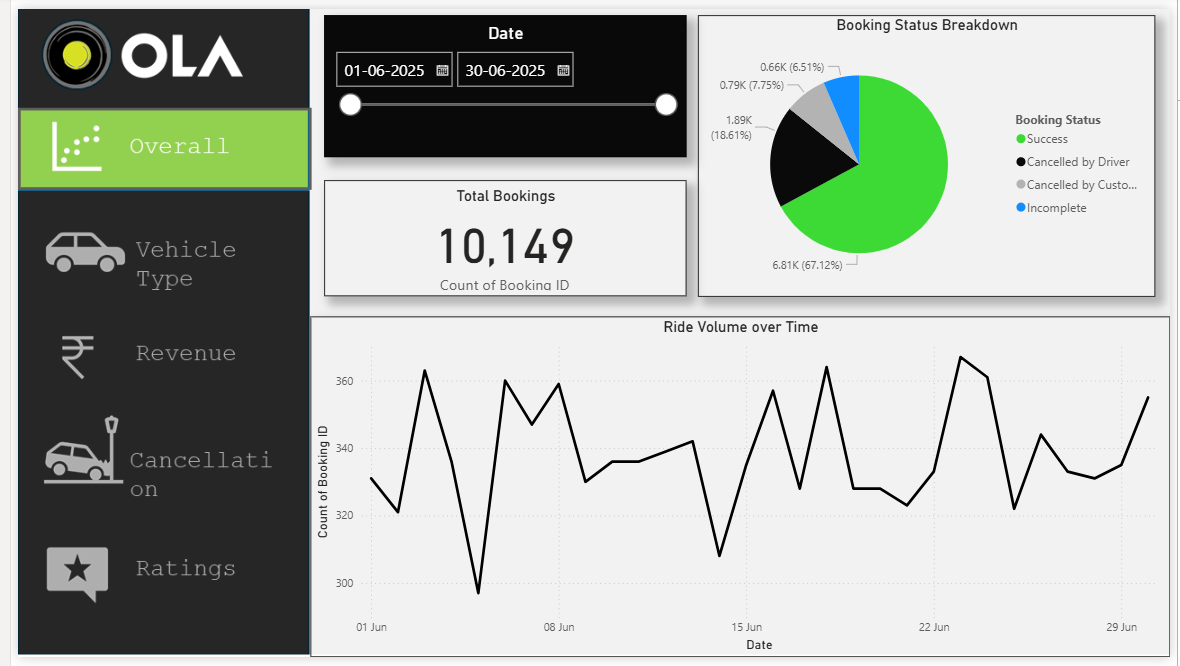 OLA
Overall
Vehicle
Type
Revenue
Cancellati
on
Ratings
Date
01-06-2025
30-06-2025
Total Bookings
10,149
Count of Booking ID
Booking Status Breakdown
0.66K (6.51%)
0.79K (7.75%)
1.89K
(18.61%)
6.81K (67.12%)
Booking Status
Success
Cancelled by Driver
Cancelled by Custo...
Incomplete
Ride Volume over Time
Count of Booking ID
360
340
320
300
01 Jun
08 Jun
15 Jun
22 Jun
29 Jun
Date